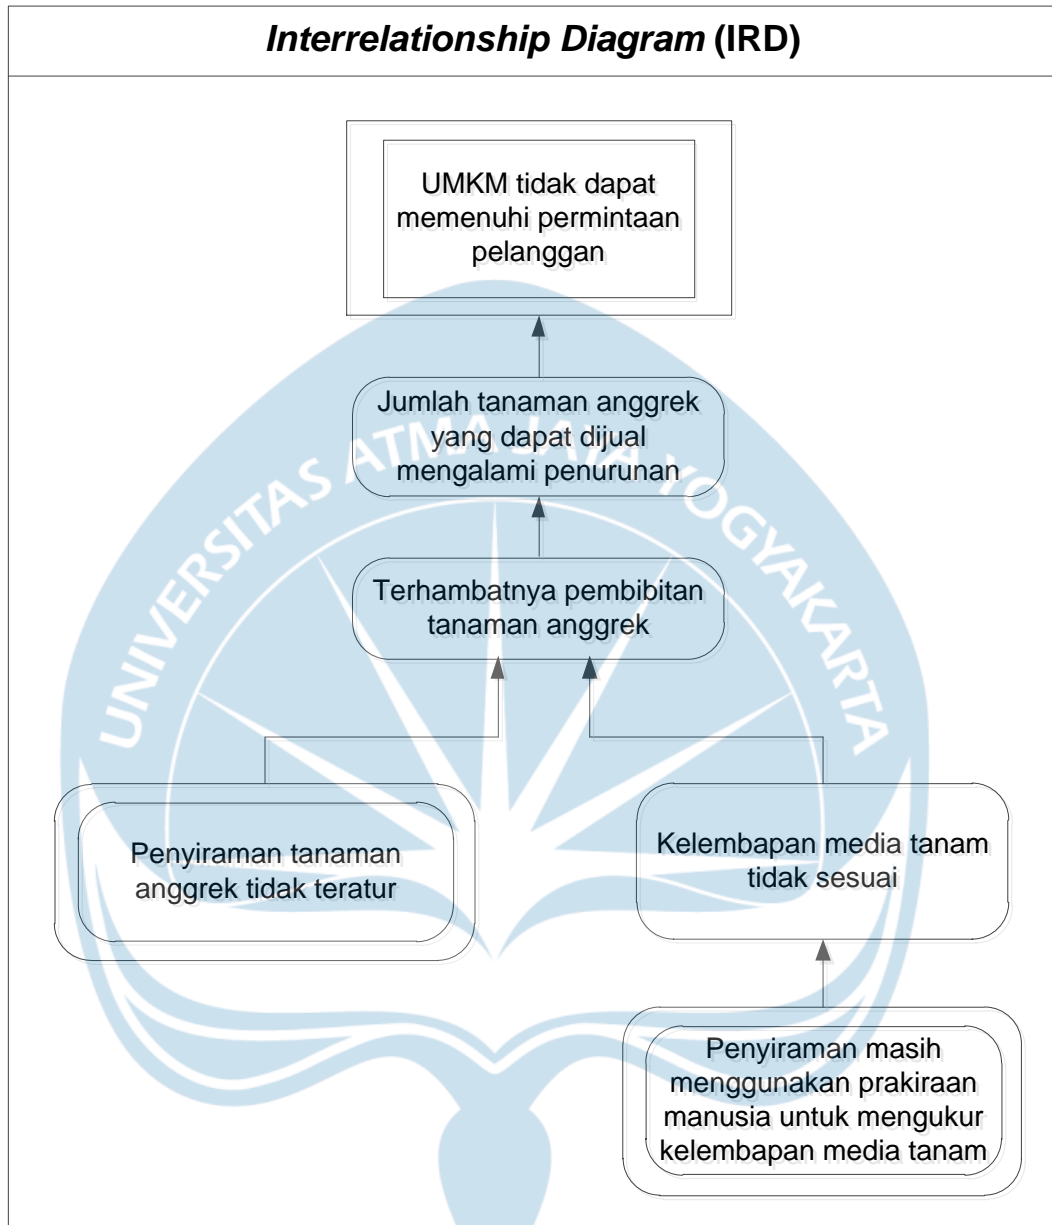 Interrelationship Diagram (IRD)
UMKM tidak dapat
memenuhi permintaan
pelanggan
Jumlah tanaman anggrek
yang dapat dijual
mengalami penurunan
UNIVERSITAS ATMA JAYA YOGYAKARTA
Terhambatnya pembibitan
tanaman anggrek
Penyiraman tanaman
anggrek tidak teratur
Kelembapan media tanam
tidak sesuai
Penyiraman masih
menggunakan prakiraan
manusia untuk mengukur
kelembapan media tanam